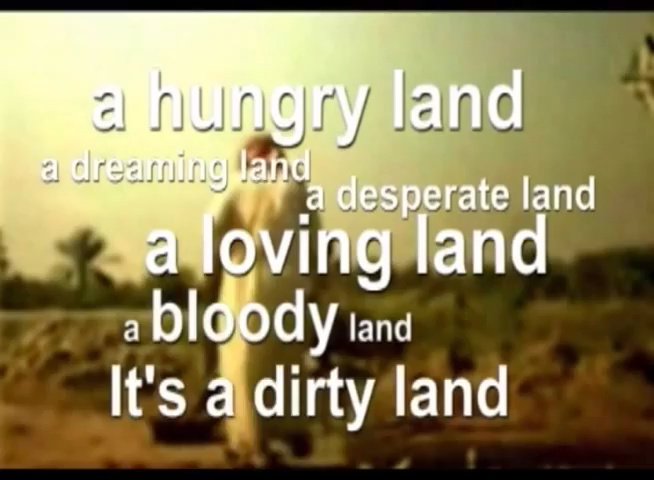 a hungry land
a dreaming land
a desperate land
a loving land
a bloody land
It's a dirty land